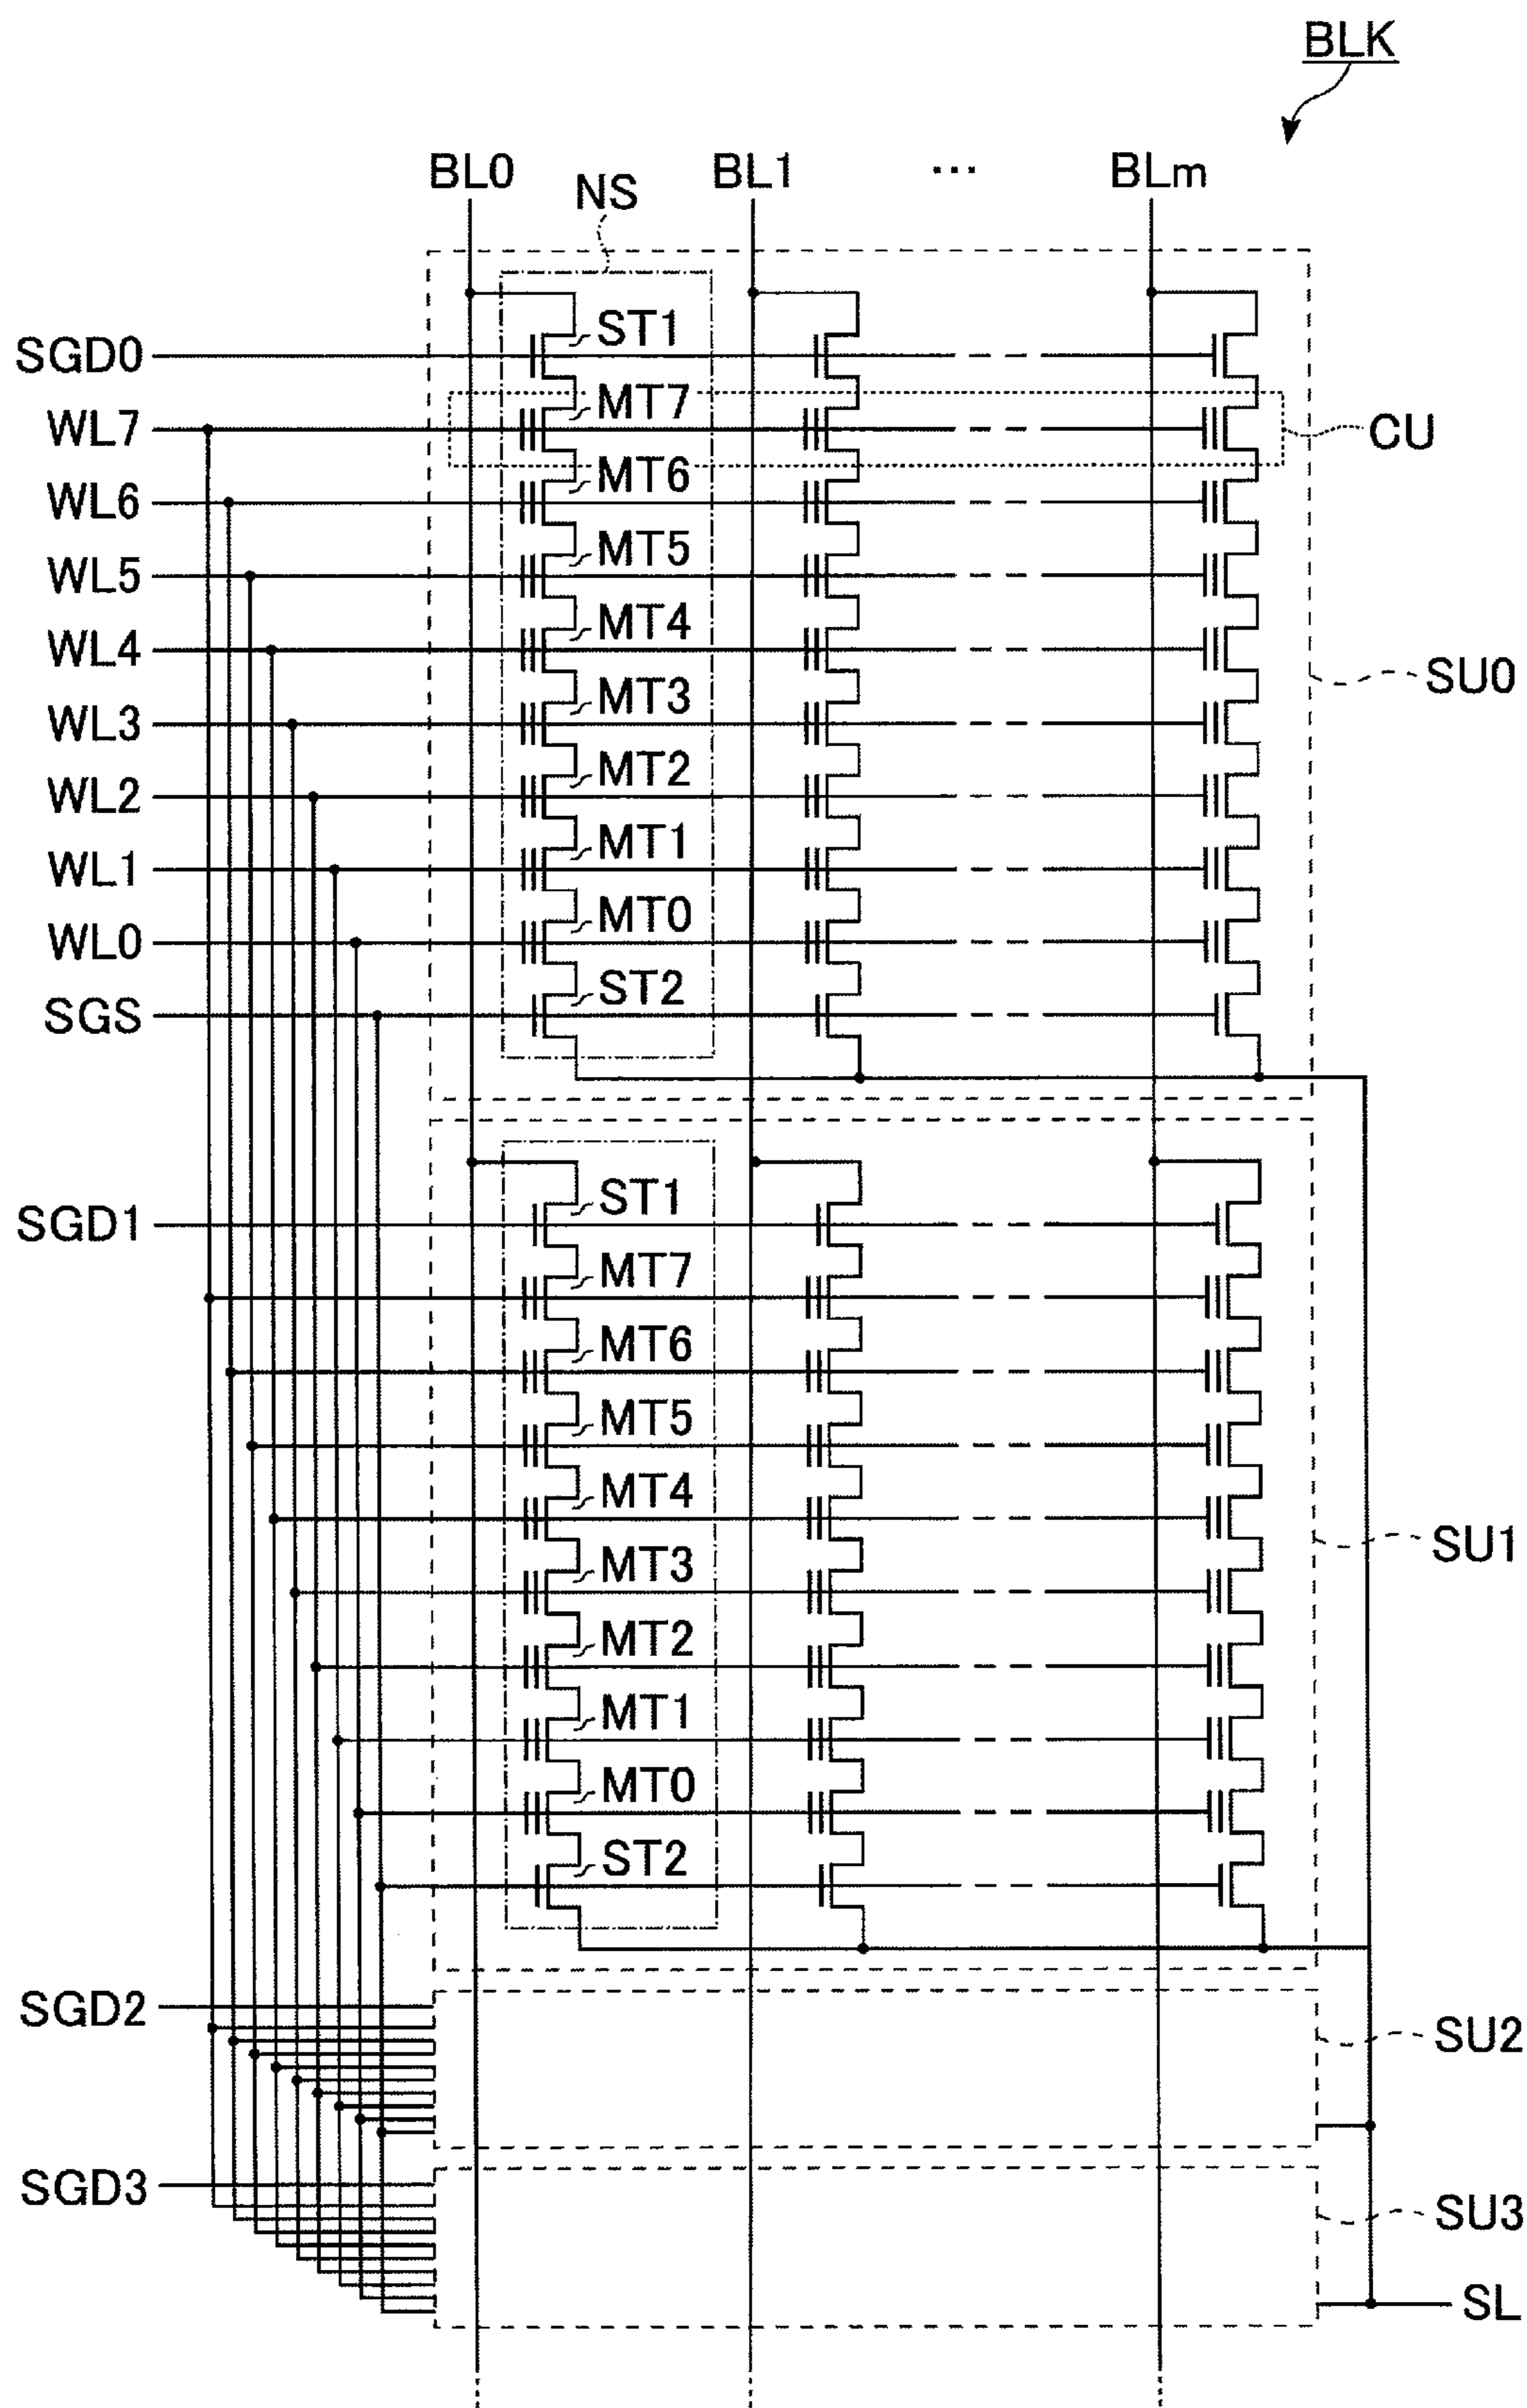 BLK
BL0 NS BL1 ... BLm
ST1
SGD0
MT7
WL7 CU
MT6
WL6
MT5
WL5
MT4
WL4 SU0
MT3
WL3
MT2
WL2
MT1
WL1
MT0
WL0
ST2
SGS
ST1
SGD1
MT7
MT6
MT5
MT4
SU1
MT3
MT2
MT1
MT0
ST2
SGD2
SU2
SGD3
SU3
SL